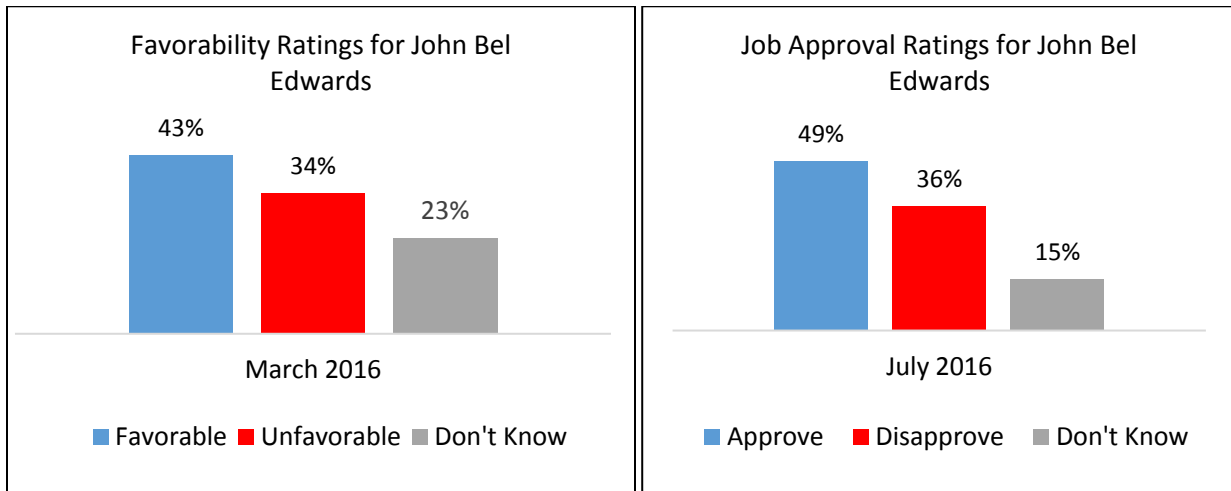 Favorability Ratings for John Bel
Edwards
43%
34%
23%
March 2016
Favorable Unfavorable Don't Know
Job Approval Ratings for John Bel
Edwards
49%
36%
15%
July 2016
Approve Disapprove Don't Know